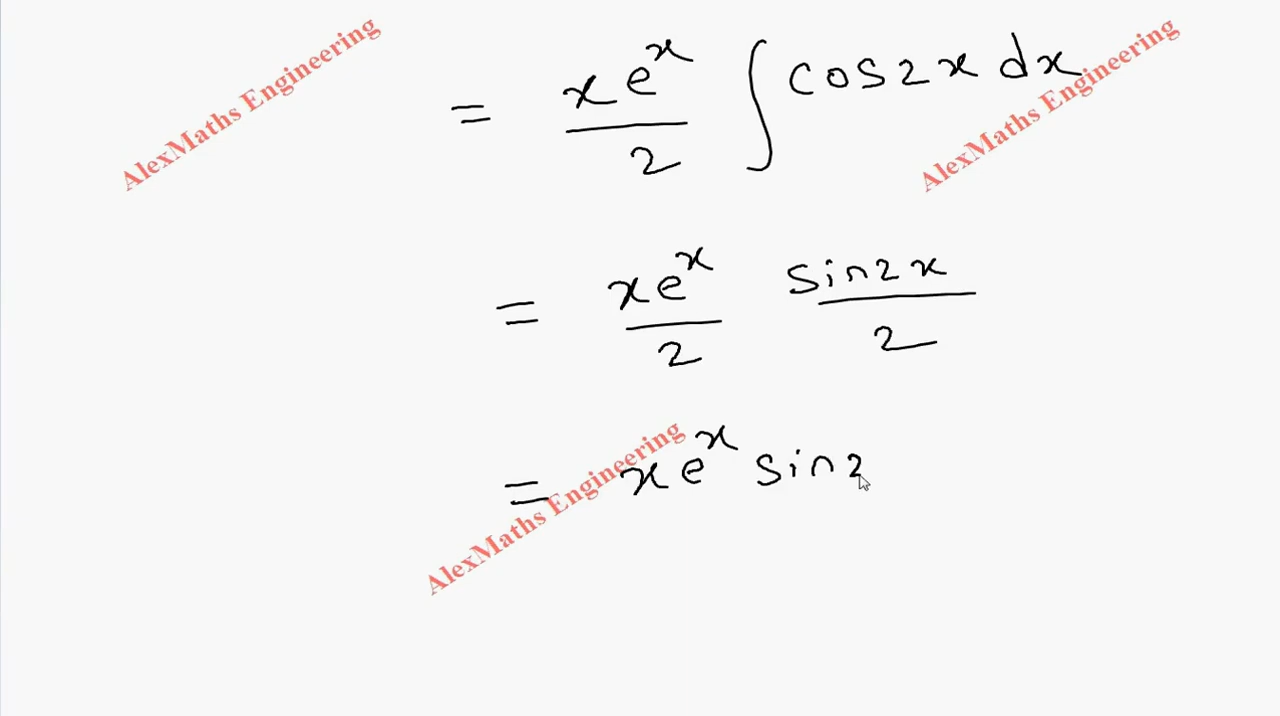 = xe^x/2 ∫ cos2x dx
= xe^x/2 sin2x/2
= xe^x sin2
AlexMaths Engineering
AlexMaths Engineering
AlexMaths Engineering